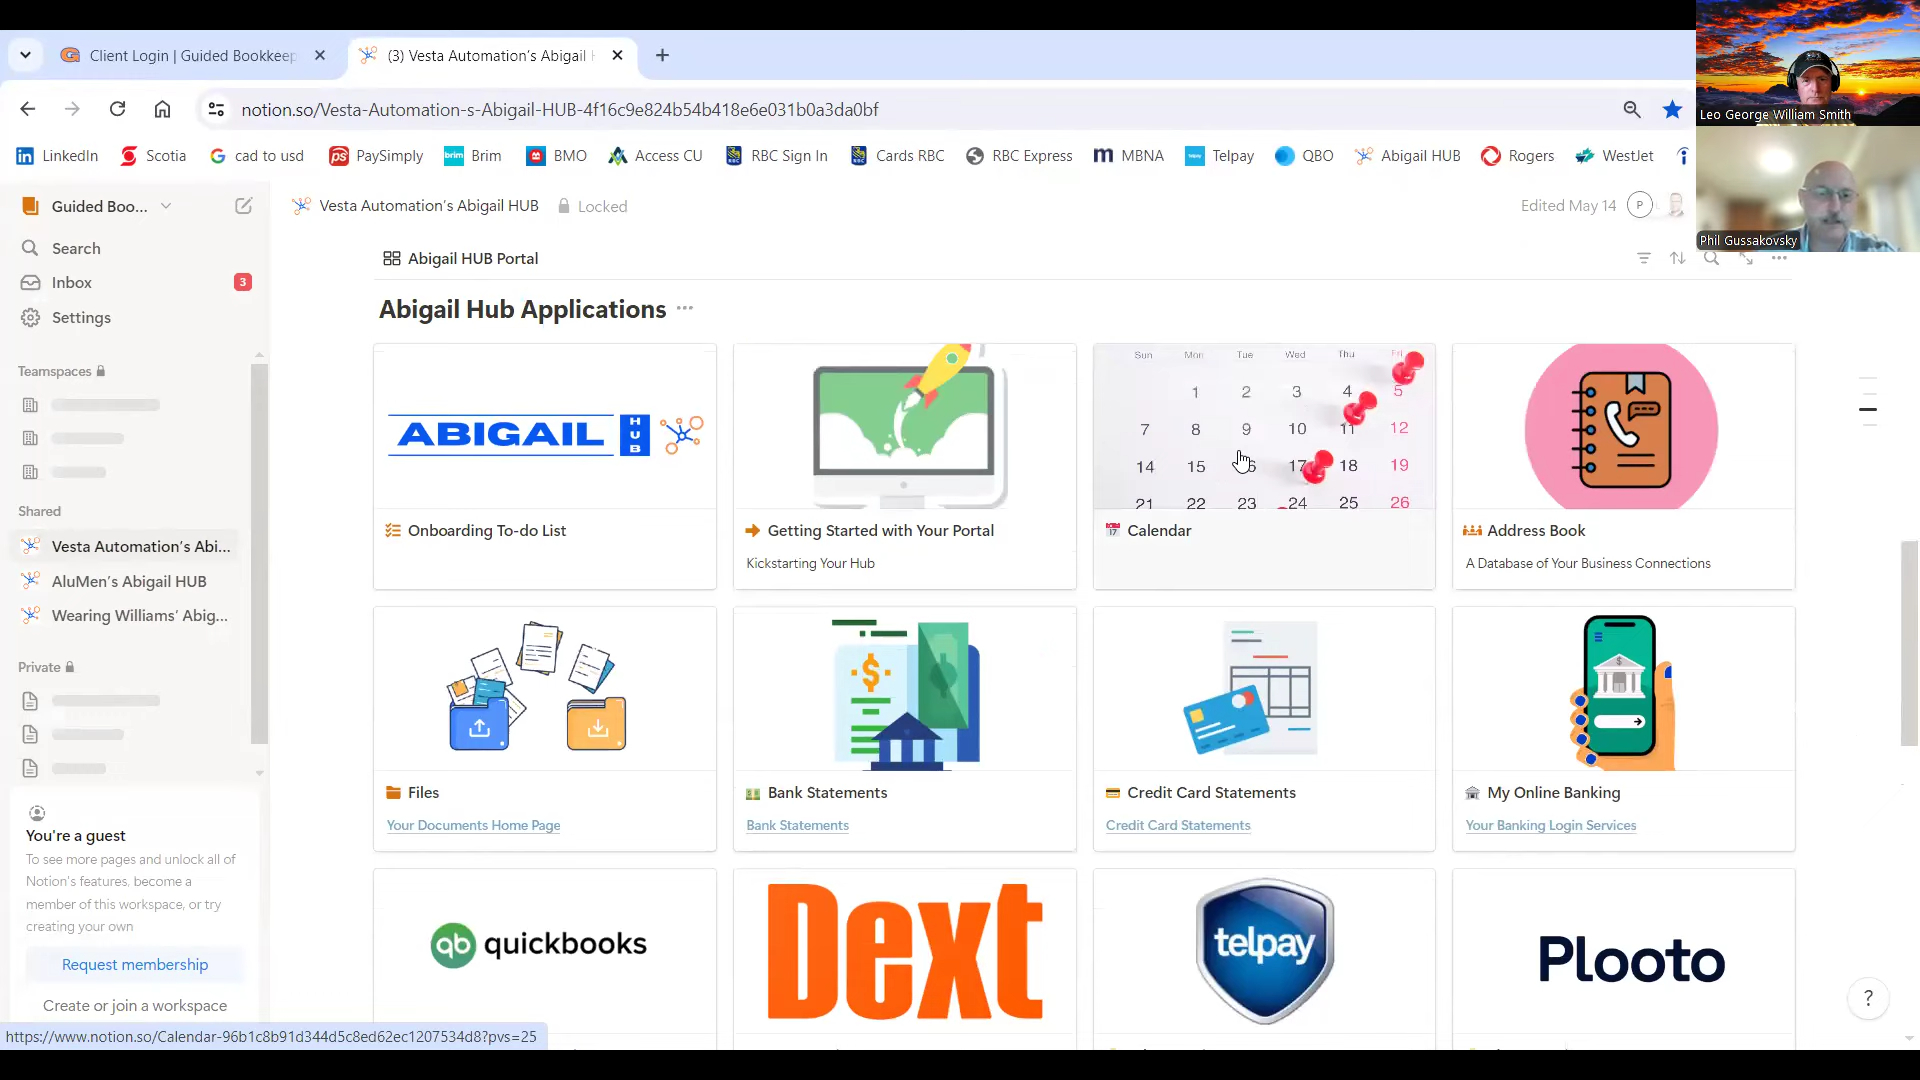 Client Login | Guided Bookkeep
(3) Vesta Automation's Abigail
notion.so/Vesta-Automation-s-Abigail-HUB-4f16c9e824b54b418e6e031b0a3da0bf
LinkedIn
Scotia
cad to usd
PaySimply
Brim
BMO
Access CU
RBC Sign In
Cards RBC
RBC Express
MBNA
Telpay
QBO
Abigail HUB
Rogers
WestJet
Leo George William Smith
Phil Gussakovsky
Guided Boo...
Search
Inbox
3
Settings
Teamspaces
Shared
Vesta Automation's Abi...
AluMen's Abigail HUB
Wearing Williams' Abig...
Private
You're a guest
To see more pages and unlock all of
Notion's features, become a
member of this workspace, or try
creating your own
Request membership
Create or join a workspace
https://www.notion.so/Calendar-96b1c8b91d344d5c8ed62ec1207534d8?pvs=25
Vesta Automation's Abigail HUB
Locked
Edited May 14
P
Abigail HUB Portal
Abigail Hub Applications
ABIGAIL HUB
Onboarding To-do List
Getting Started with Your Portal
Kickstarting Your Hub
Sun Mon Tue Wed Thu Fri
1 2 3 4 5
7 8 9 10 11 12
14 15 16 17 18 19
21 22 23 24 25 26
Calendar
Address Book
A Database of Your Business Connections
Files
Your Documents Home Page
Bank Statements
Bank Statements
Credit Card Statements
Credit Card Statements
My Online Banking
Your Banking Login Services
qb quickbooks
Dext
telpay
Plooto
?